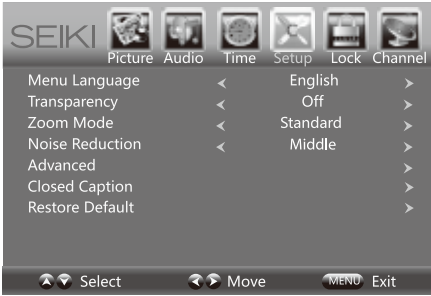 SEIKI
Picture Audio Time Setup Lock Channel
Menu Language English
Transparency Off
Zoom Mode Standard
Noise Reduction Middle
Advanced
Closed Caption
Restore Default
Select Move MENU Exit